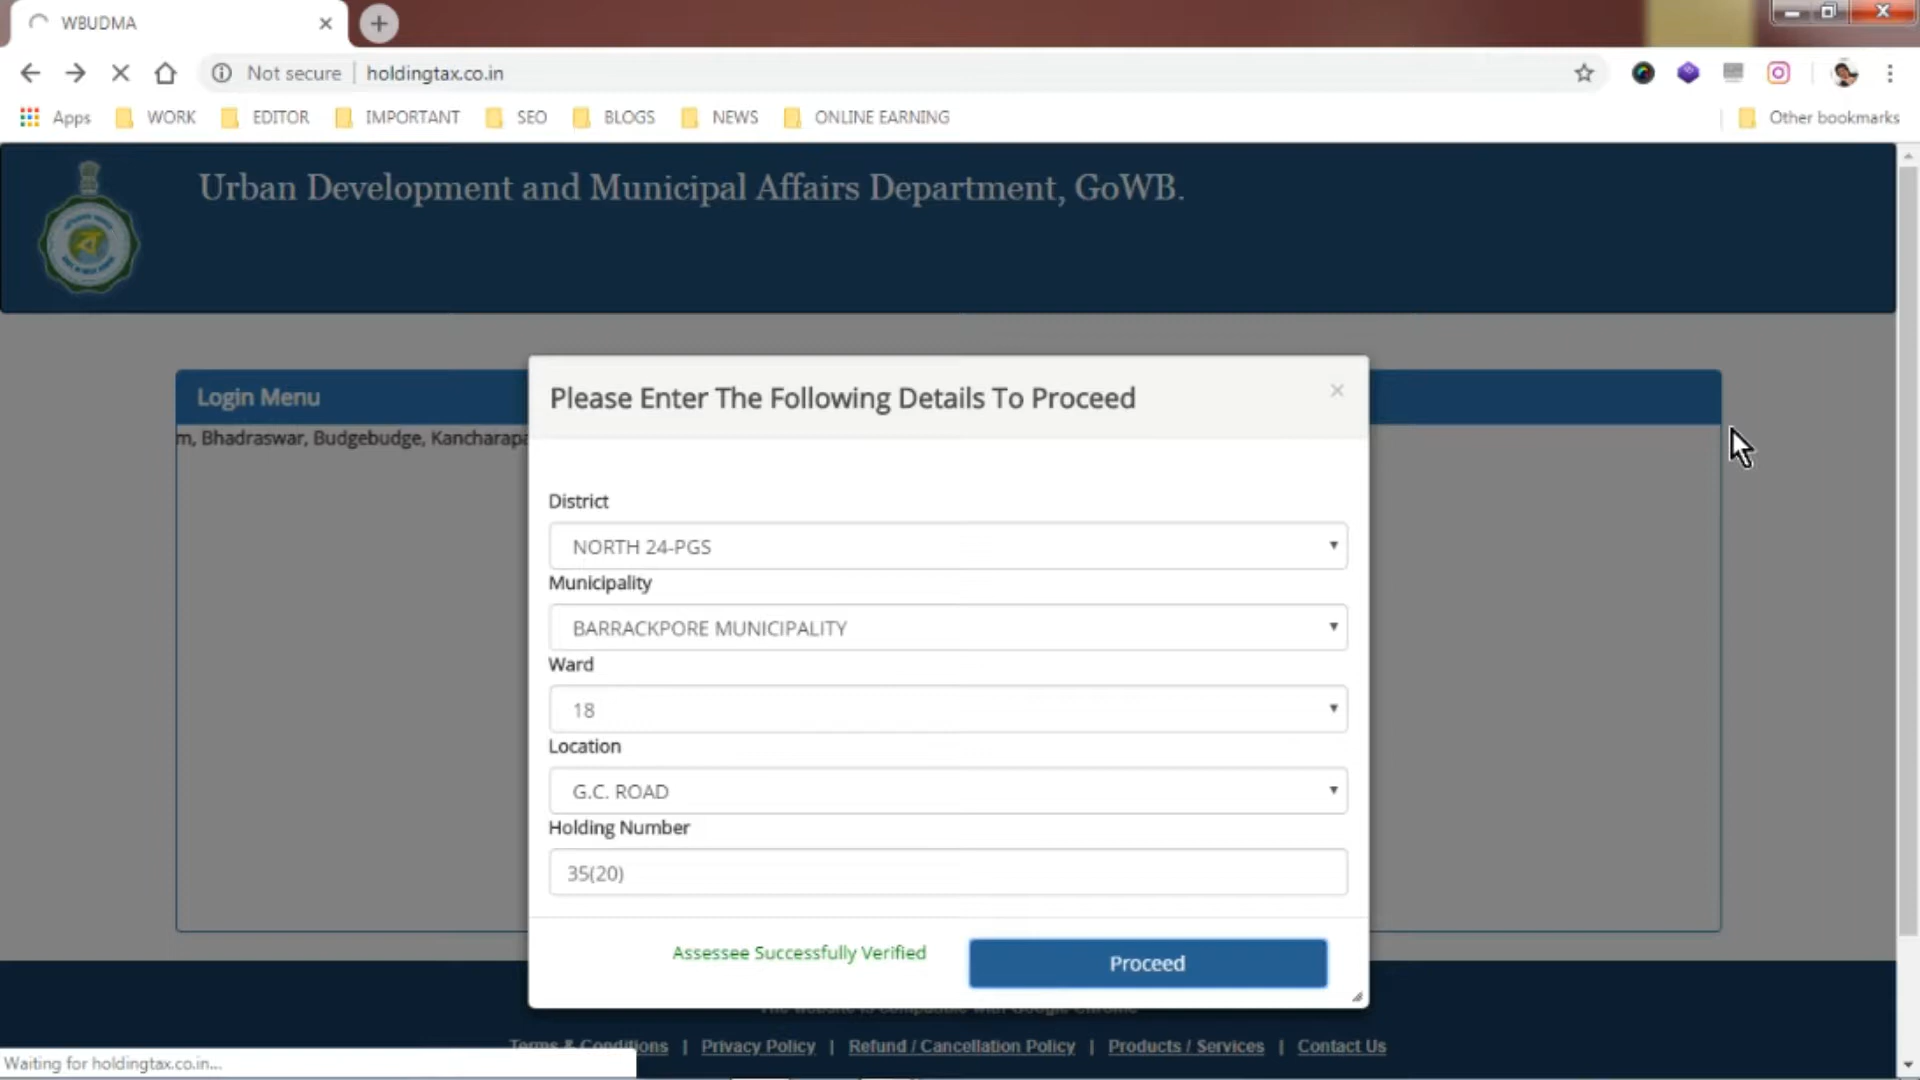 WBUDMA
Not secure | holdingtax.co.in
Apps WORK EDITOR IMPORTANT SEO BLOGS NEWS ONLINE EARNING Other bookmarks
Urban Development and Municipal Affairs Department, GoWB.
Login Menu
m, Bhadraswar, Budgebudge, Kancharapa
Please Enter The Following Details To Proceed
District
NORTH 24-PGS
Municipality
BARRACKPORE MUNICIPALITY
Ward
18
Location
G.C. ROAD
Holding Number
35(20)
Assessee Successfully Verified
Proceed
Terms & Conditions | Privacy Policy | Refund / Cancellation Policy | Products / Services | Contact Us
Waiting for holdingtax.co.in...